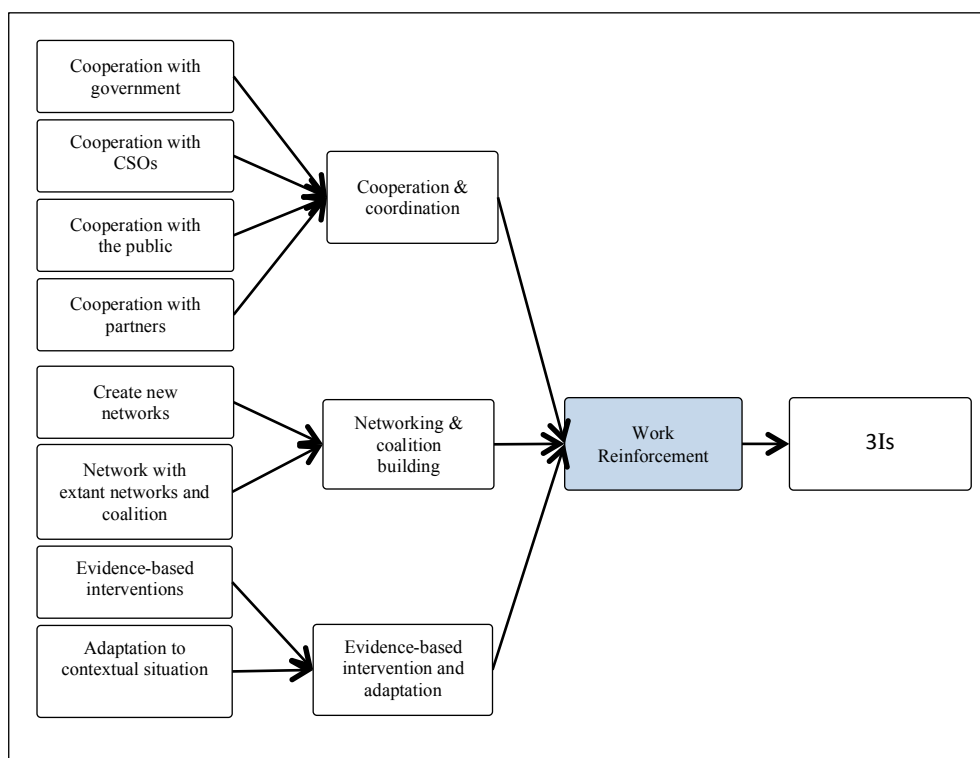 Cooperation with
government
Cooperation with
CSOs
Cooperation with
the public
Cooperation with
partners
Create new
networks
Network with
extant networks and
coalition
Evidence-based
interventions
Adaptation to
contextual situation
Cooperation &
coordination
Networking &
coalition
building
Evidence-based
intervention and
adaptation
Work
Reinforcement
3Is